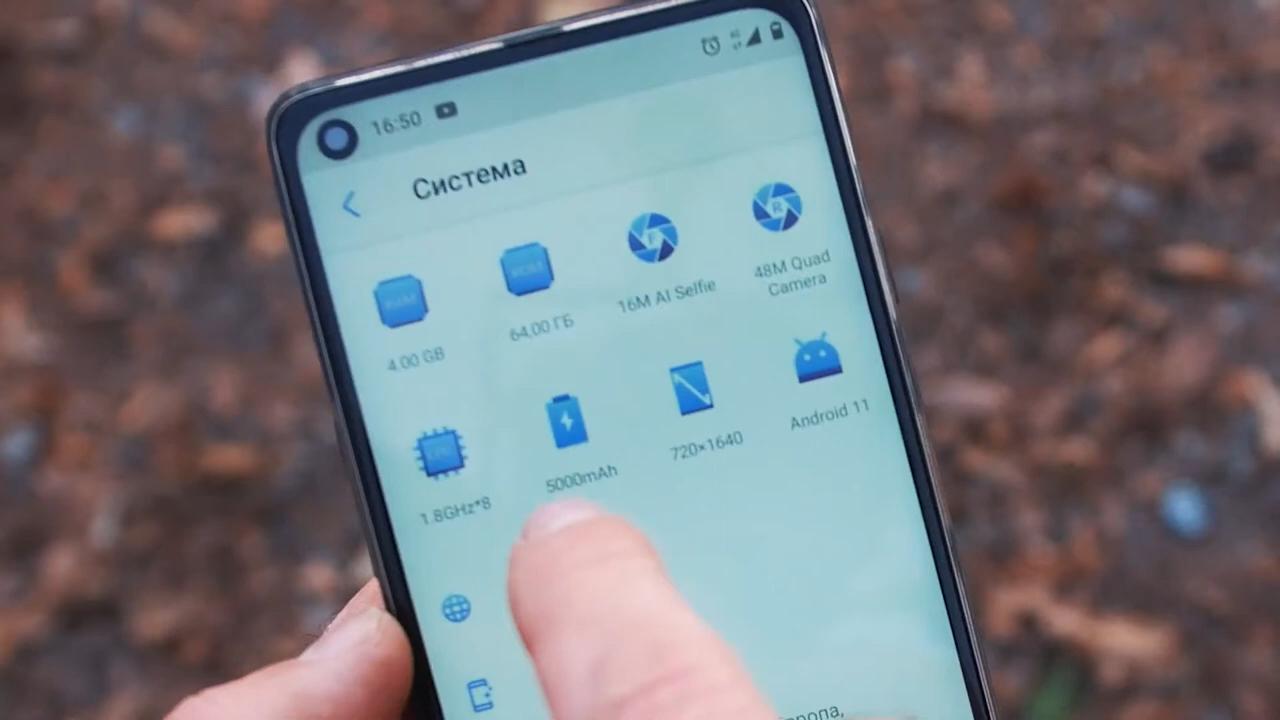 16:50
Система
4.00 GB
64,00 ГБ
16M AI Selfie
48M Quad
Camera
1.8GHz*8
5000mAh
720×1640
Android 11